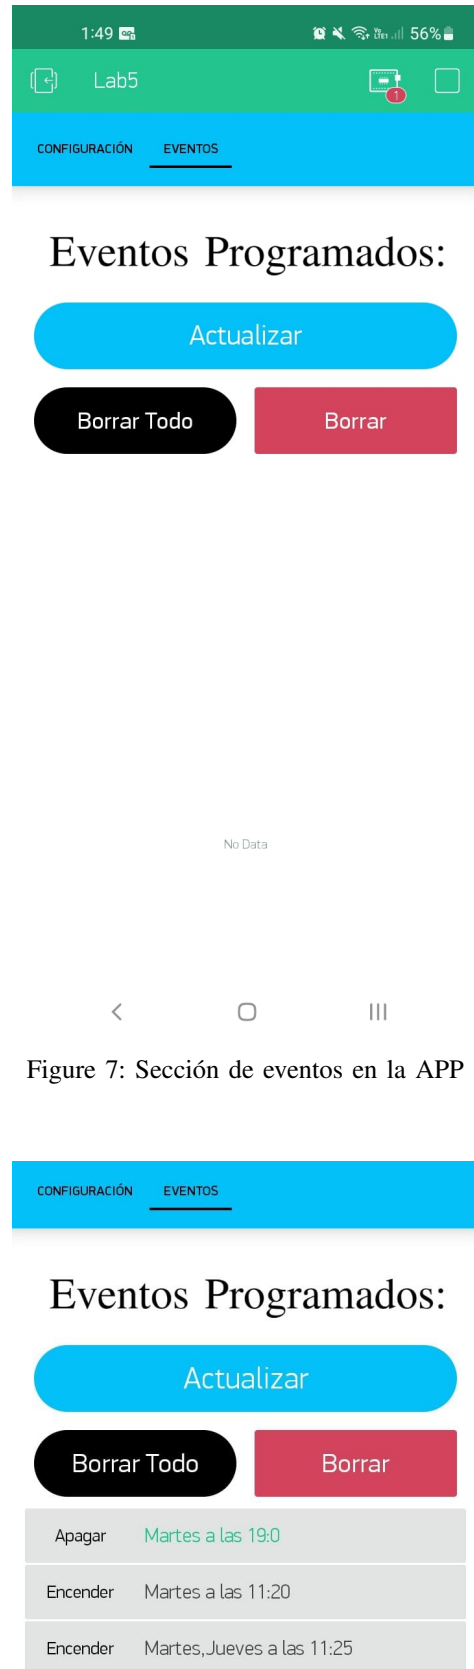 1:49 56%
Lab5 1
CONFIGURACIÓN EVENTOS
Eventos Programados:
Actualizar
Borrar Todo Borrar
No Data
Figure 7: Sección de eventos en la APP
CONFIGURACIÓN EVENTOS
Eventos Programados:
Actualizar
Borrar Todo Borrar
Apagar Martes a las 19:0
Encender Martes a las 11:20
Encender Martes,Jueves a las 11:25